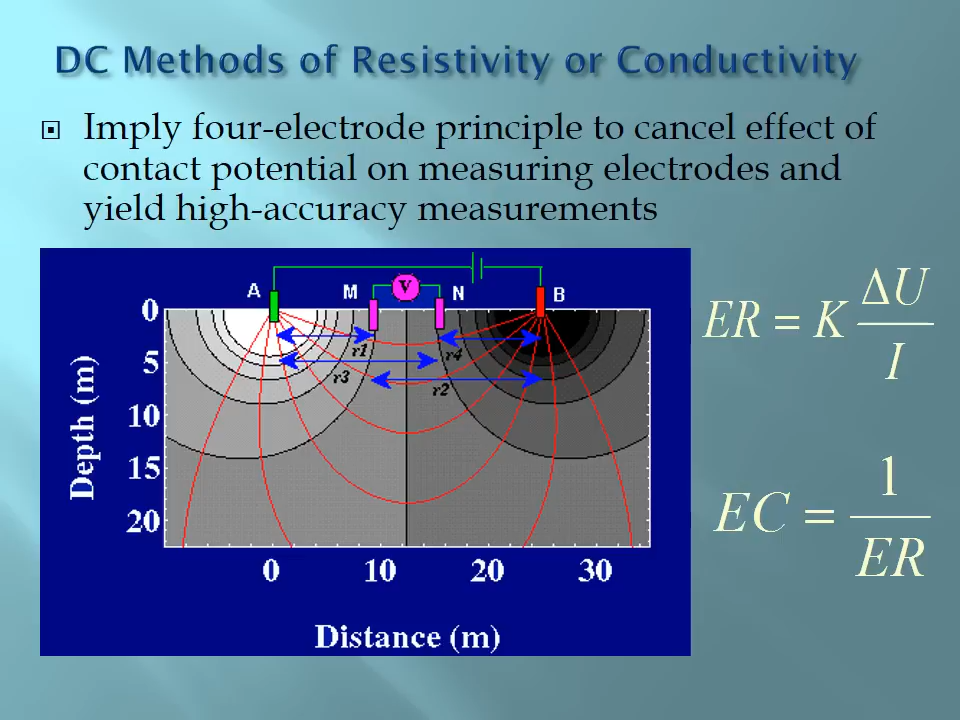 DC Methods of Resistivity or Conductivity
Imply four-electrode principle to cancel effect of
contact potential on measuring electrodes and
yield high-accuracy measurements
A M V N B
0
5
10
15
20
Depth (m)
r1 r4
r3 r2
0 10 20 30
Distance (m)
ER = K ΔU / I
EC = 1 / ER